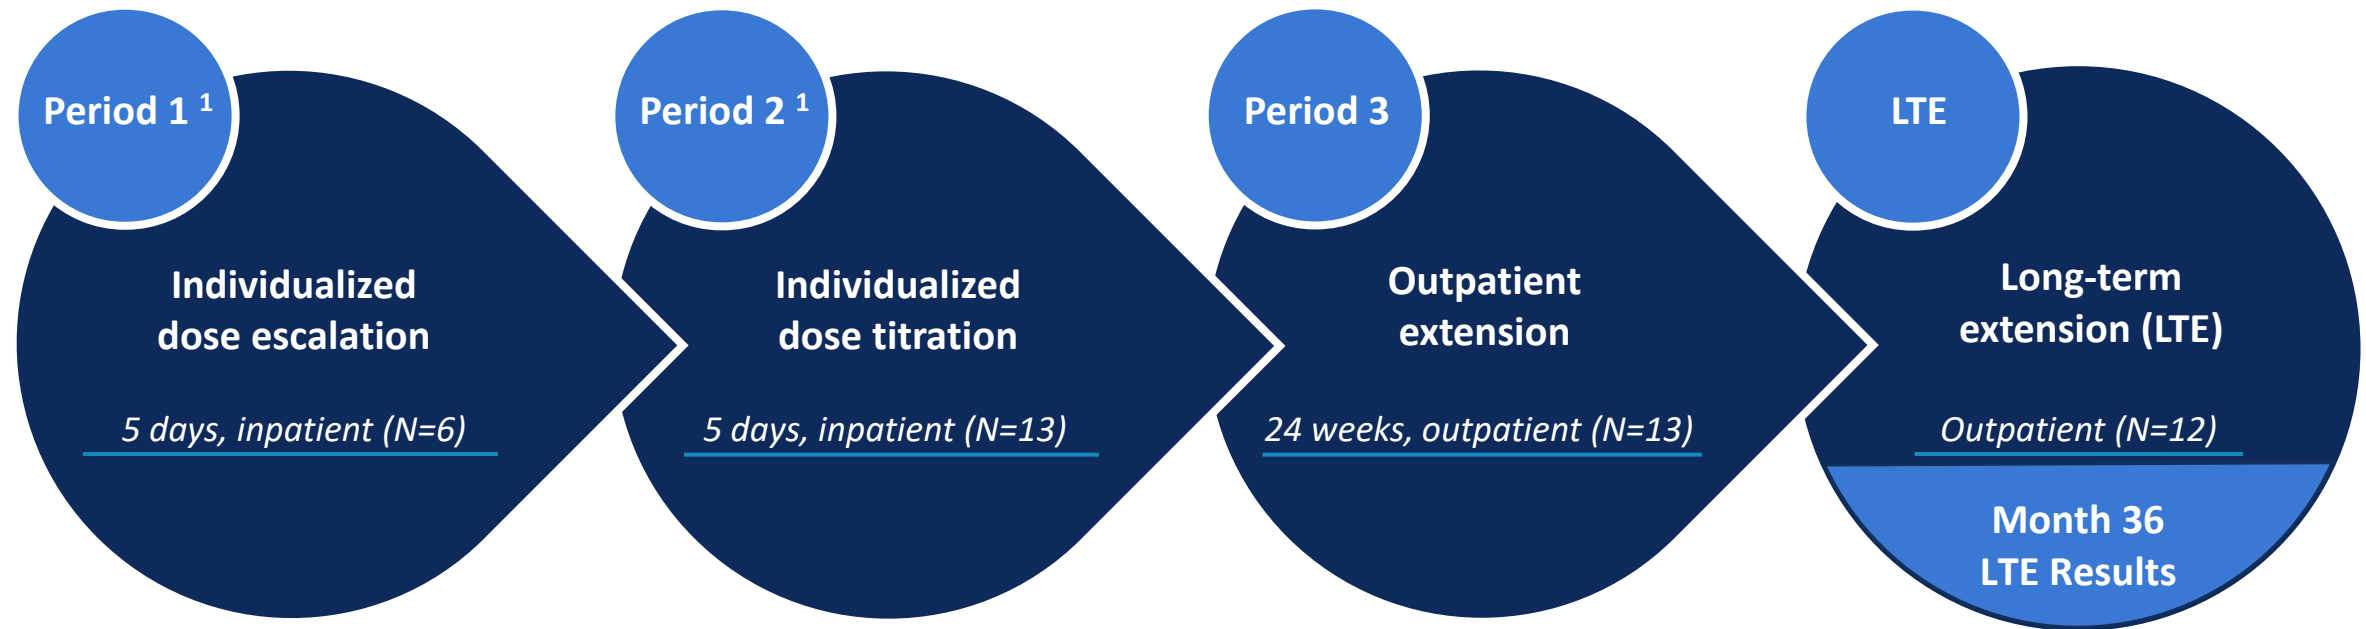 Period 1 ¹
Individualized
dose escalation
5 days, inpatient (N=6)
Period 2 ¹
Individualized
dose titration
5 days, inpatient (N=13)
Period 3
Outpatient
extension
24 weeks, outpatient (N=13)
LTE
Long-term
extension (LTE)
Outpatient (N=12)
Month 36
LTE Results